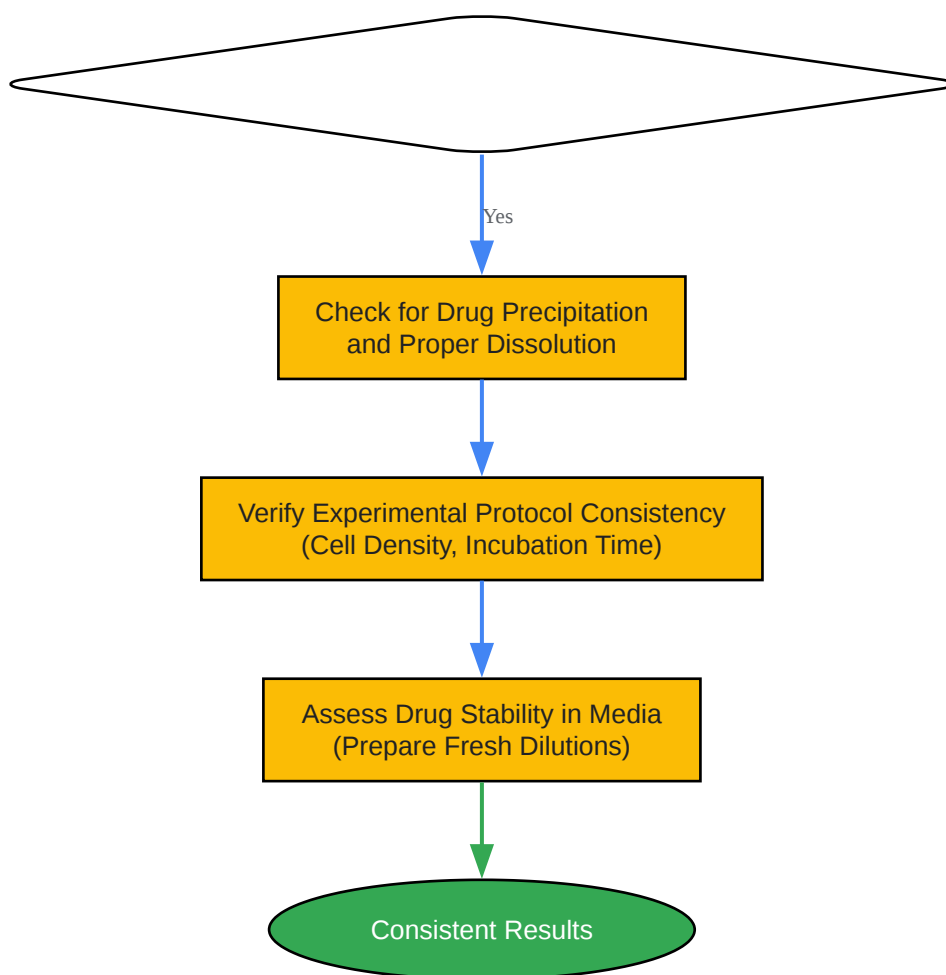 Yes
Check for Drug Precipitation
and Proper Dissolution
Verify Experimental Protocol Consistency
(Cell Density, Incubation Time)
Assess Drug Stability in Media
(Prepare Fresh Dilutions)
Consistent Results